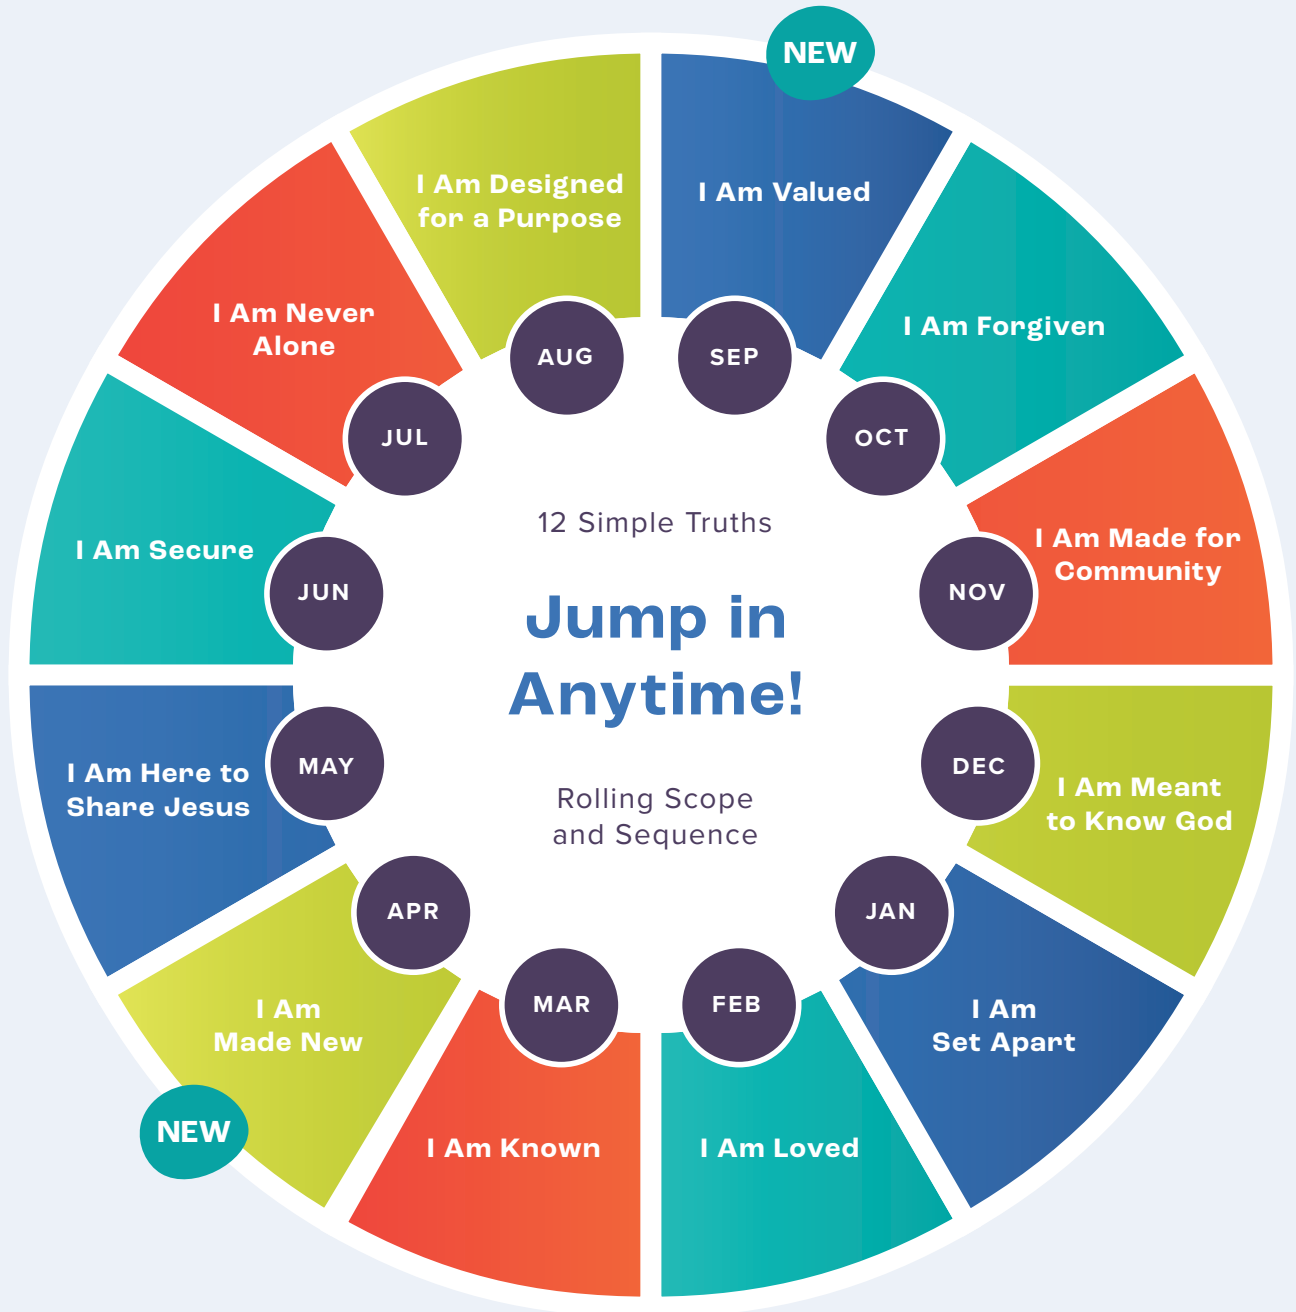 NEW
I Am Valued
SEP
I Am Forgiven
OCT
I Am Made for
Community
NOV
I Am Meant
to Know God
DEC
I Am
Set Apart
JAN
I Am Loved
FEB
I Am Known
MAR
I Am
Made New
APR
NEW
I Am Here to
Share Jesus
MAY
I Am Secure
JUN
I Am Never
Alone
JUL
I Am Designed
for a Purpose
AUG
12 Simple Truths
Jump in
Anytime!
Rolling Scope
and Sequence